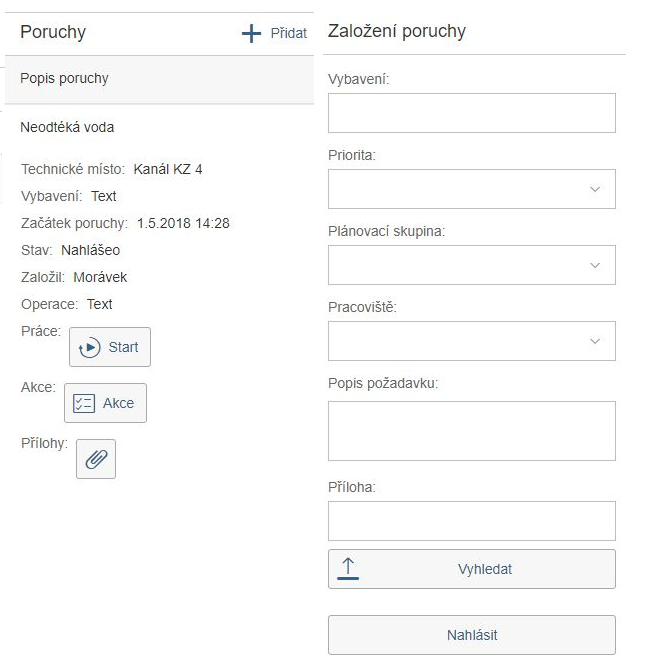 Poruchy
Přidat
Popis poruchy
Neodtéká voda
Technické místo: Kanál KZ 4
Vybavení: Text
Začátek poruchy: 1.5.2018 14:28
Stav: Nahlášeo
Založil: Morávek
Operace: Text
Práce: Start
Akce: Akce
Přílohy:
Založení poruchy
Vybavení:
Priorita:
Plánovací skupina:
Pracoviště:
Popis požadavku:
Příloha:
Vyhledat
Nahlásit